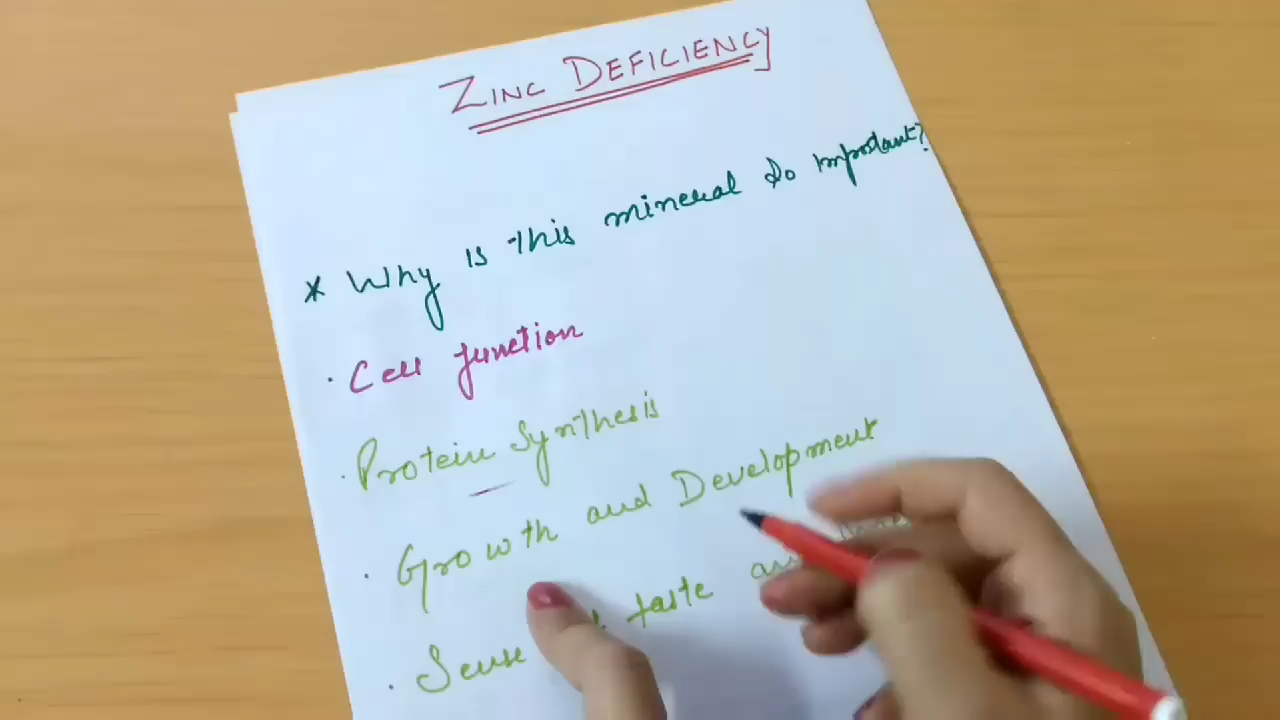 ZINC DEFICIENCY
* Why is this mineral so important?
· Cell function
· Protein Synthesis
· Growth and Development
· Sense taste